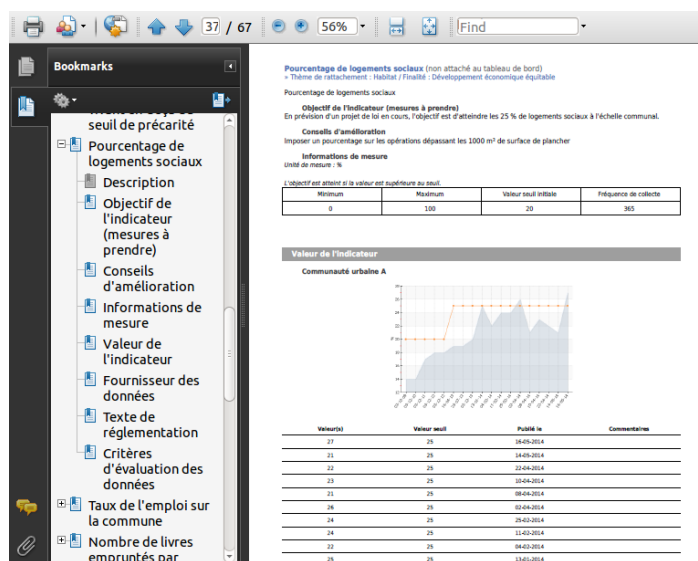 37 / 67
56%
Find
Bookmarks
seuil de précarité
Pourcentage de
logements sociaux
Description
Objectif de
l'indicateur
(mesures à
prendre)
Conseils
d'amélioration
Informations de
mesure
Valeur de
l'indicateur
Fournisseur des
données
Texte de
réglementation
Critères
d'évaluation des
données
Taux de l'emploi sur
la commune
Nombre de livres
empruntés par
Pourcentage de logements sociaux (non attaché au tableau de bord)
» Thème de rattachement : Habitat / Finalité : Développement économique équitable
Pourcentage de logements sociaux
Objectif de l'indicateur (mesures à prendre)
En prévision d'un projet de loi en cours, l'objectif est d'atteindre les 25 % de logements sociaux à l'échelle communal.
Conseils d'amélioration
Imposer un pourcentage sur les opérations dépassant les 1000 m² de surface de plancher
Informations de mesure
Unité de mesure : %
L'objectif est atteint si la valeur est supérieure au seuil.
Minimum Maximum Valeur seuil initiale Fréquence de collecte
0 100 20 365
Valeur de l'indicateur
Communauté urbaine A
Valeur(s) Valeur seuil Publié le Commentaires
27 25 16-05-2014
21 25 14-05-2014
22 25 22-04-2014
23 25 10-04-2014
21 25 08-04-2014
26 25 02-04-2014
24 25 25-02-2014
24 25 11-02-2014
22 25 04-02-2014
25 25 13-01-2014